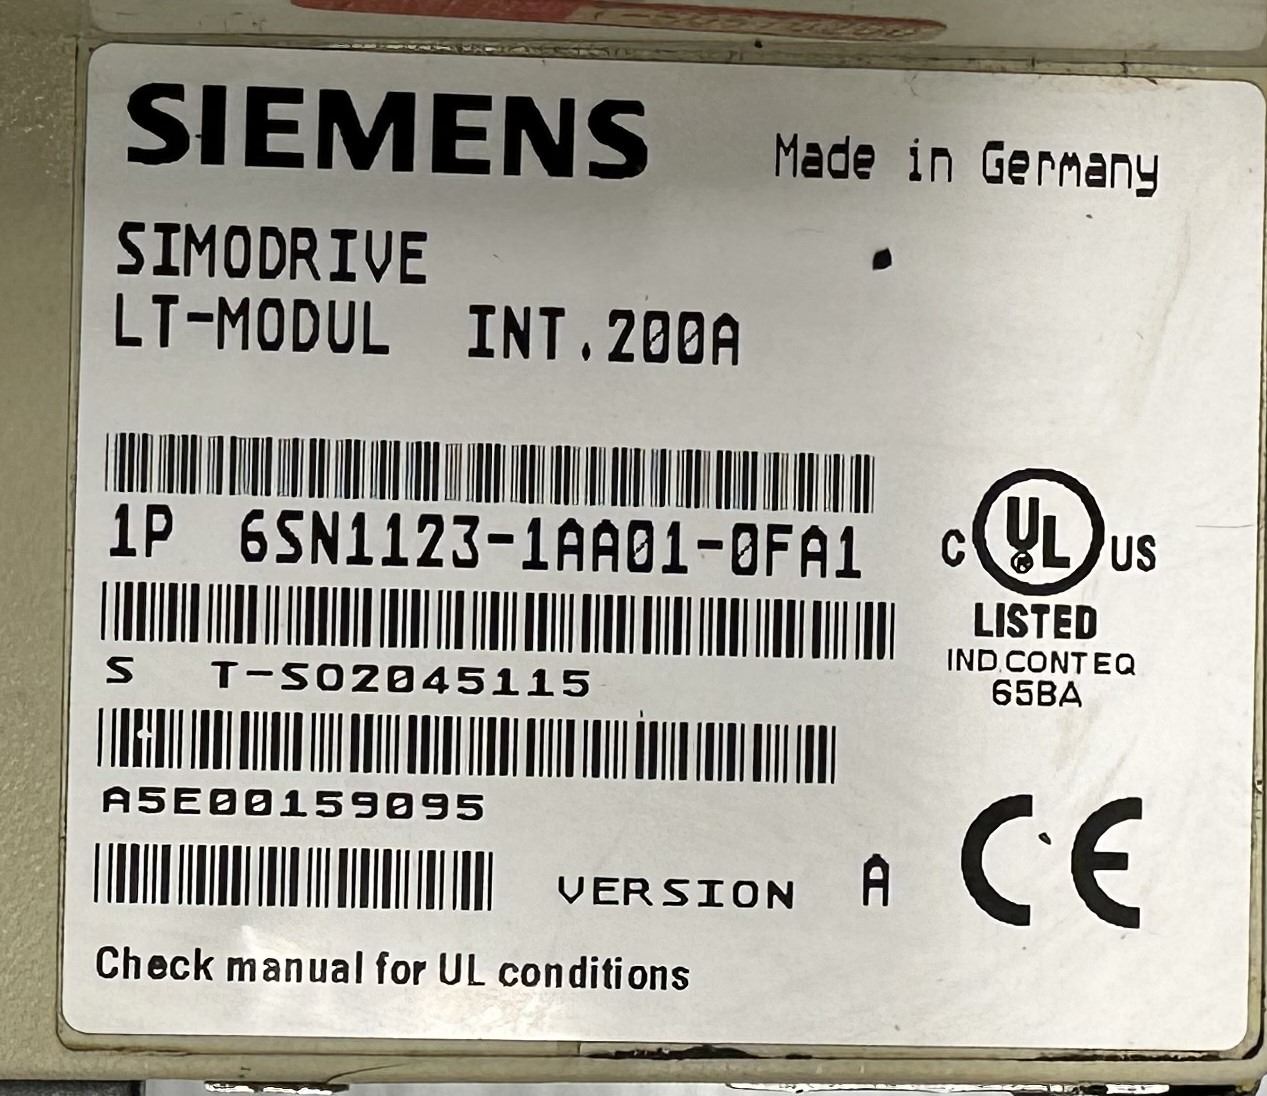 SIEMENS
Made in Germany
SIMODRIVE
LT-MODUL INT.200A
1P 6SN1123-1AA01-0FA1
S T-SO2045115
A5E00159095
VERSION A
C UL US
LISTED
IND.CONT EQ
65BA
CE
Check manual for UL conditions